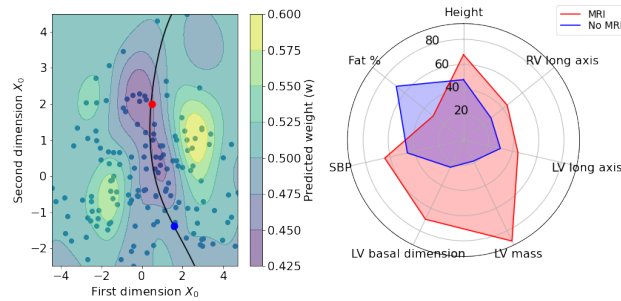 4
3
2
1
0
−1
−2
−4
−2
0
2
4
Second dimension X₀
First dimension X₀
0.600
0.575
0.550
0.525
0.500
0.475
0.450
0.425
Predicted weight (w)
MRI
No MRI
Height
RV long axis
LV long axis
LV mass
LV basal dimension
SBP
Fat %
80
60
40
20